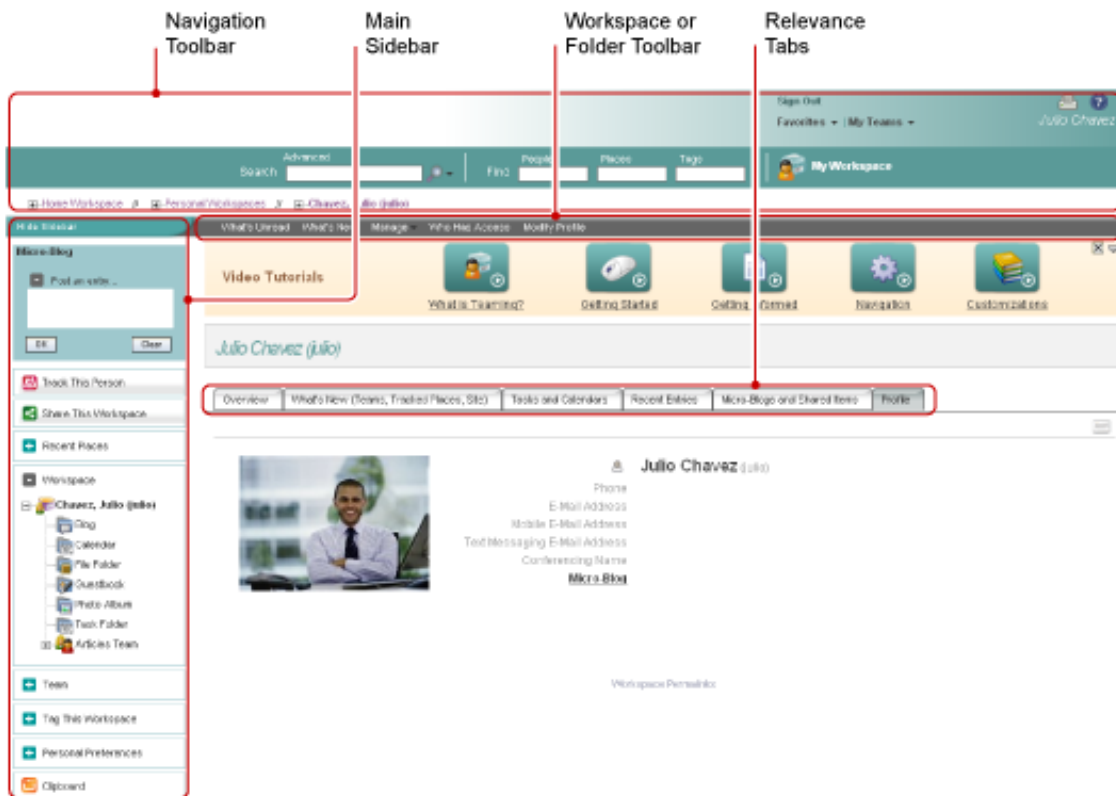 Navigation Toolbar
Main Sidebar
Workspace or Folder Toolbar
Relevance Tabs
Sign Out
Favorites | My Teams
Julio Chavez
Advanced
People
Places
Tags
Search
Find
My Workspace
Home Workspace // Personal Workspaces // Chavez, Julio (julio)
Hide Sidebar
What's Unread What's New Manage Who Has Access Modify Profile
Micro-Blog
Post an entry...
OK
Clear
Track This Person
Share This Workspace
Recent Places
Workspace
Chavez, Julio (julio)
Blog
Calendar
File Folder
Guestbook
Photo Album
Task Folder
Articles Team
Team
Tag This Workspace
Personal Preferences
Clipboard
Video Tutorials
What is Teaming?
Getting Started
Getting Informed
Navigation
Customizations
Julio Chavez (julio)
Overview
What's New (Teams, Tracked Places, Site)
Tasks and Calendars
Recent Entries
Micro-Blogs and Shared Items
Profile
Julio Chavez (julio)
Phone
E-Mail Address
Mobile E-Mail Address
Text Messaging E-Mail Address
Conferencing Name
Micro-Blog
Workspace Permalinks